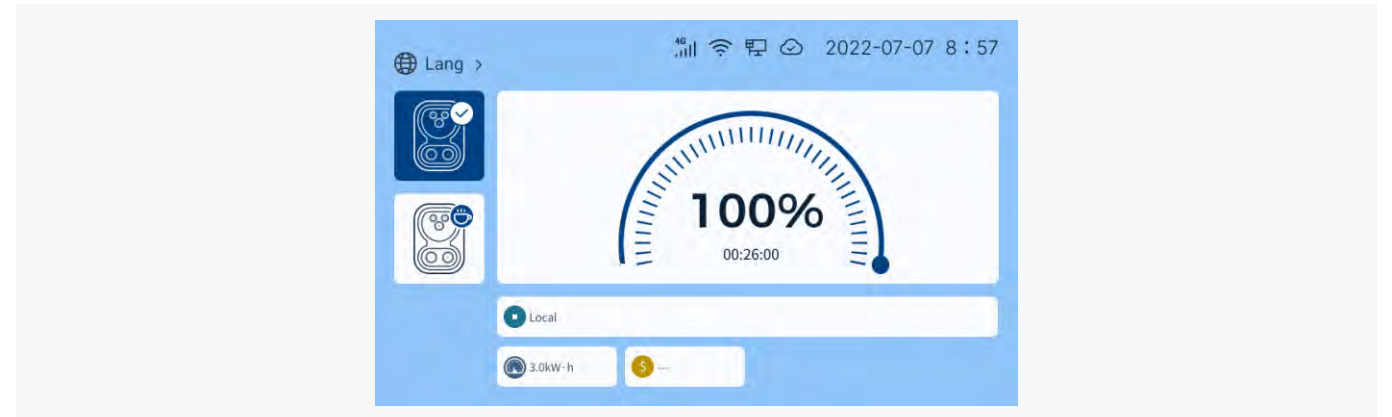 4G 2022-07-07 8:57
Lang >
100%
00:26:00
Local
3.0kW-h
$ ---